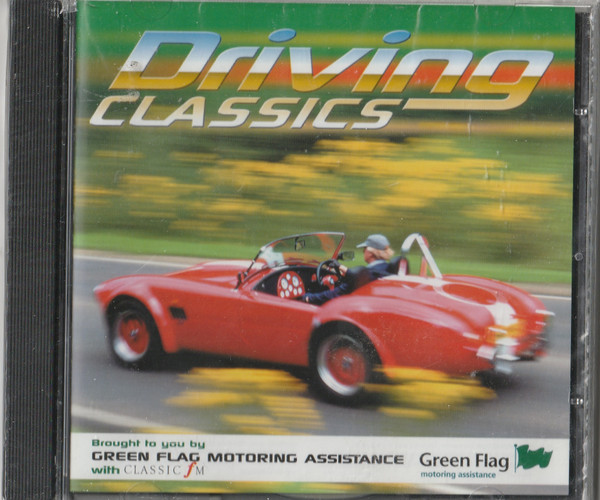 Driving
CLASSICS
Brought to you by
GREEN FLAG MOTORING ASSISTANCE
with CLASSIC fM
Green Flag
motoring assistance